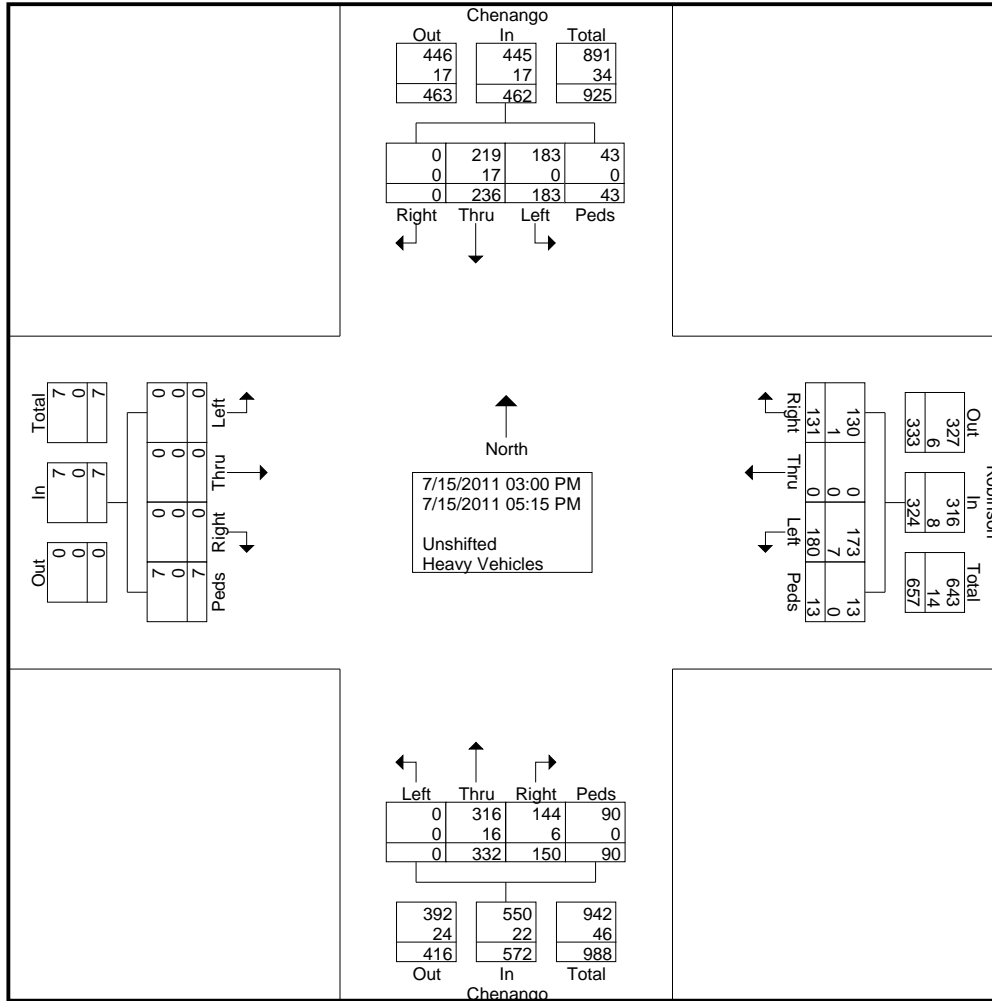 Chenango
Out In Total
446 445 891
17 17 34
463 462 925
0 219 183 43
0 17 0 0
0 236 183 43
Right Thru Left Peds
Total In Out
7 7 0
0 0 0
7 7 0
Left Thru Right Peds
0 0 0 7
0 0 0 0
0 0 0 7
North
7/15/2011 03:00 PM
7/15/2011 05:15 PM
Unshifted
Heavy Vehicles
Right Thru Left Peds
131 0 180 13
1 0 7 0
130 0 173 13
Robinson
Out In Total
327 316 643
6 8 14
333 324 657
Left Thru Right Peds
0 316 144 90
0 16 6 0
0 332 150 90
392 550 942
24 22 46
416 572 988
Out In Total
Chenango